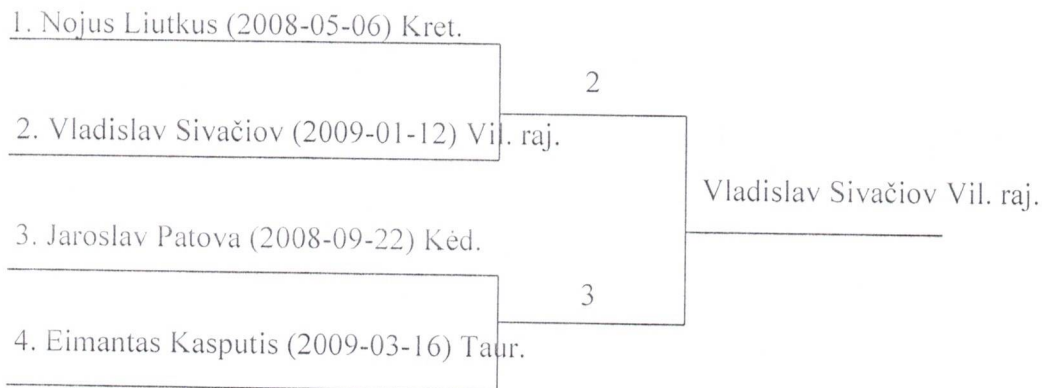 1. Nojus Liutkus (2008-05-06) Kret.
2
2. Vladislav Sivačiov (2009-01-12) Vil. raj.
Vladislav Sivačiov Vil. raj.
3. Jaroslav Patova (2008-09-22) Kėd.
3
4. Eimantas Kasputis (2009-03-16) Taur.